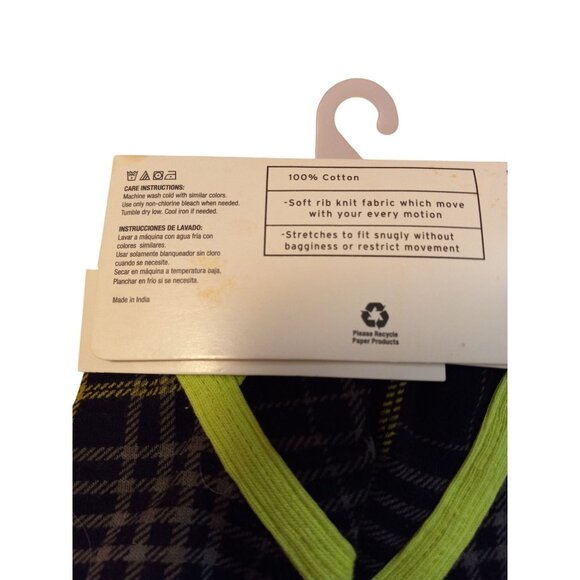 CARE INSTRUCTIONS:
Machine wash cold with similar colors.
Use only non-chlorine bleach when needed.
Tumble dry low. Cool iron if needed.
INSTRUCCIONES DE LAVADO:
Lavar a máquina con agua fria con
colores similares.
Usar solamente blanqueador sin cloro
cuando se necesite.
Secar en máquina a temperatura baja.
Planchar en frío si se necesita.
Made in India
100% Cotton
-Soft rib knit fabric which move
with your every motion
-Stretches to fit snugly without
bagginess or restrict movement
Please Recycle
Paper Products